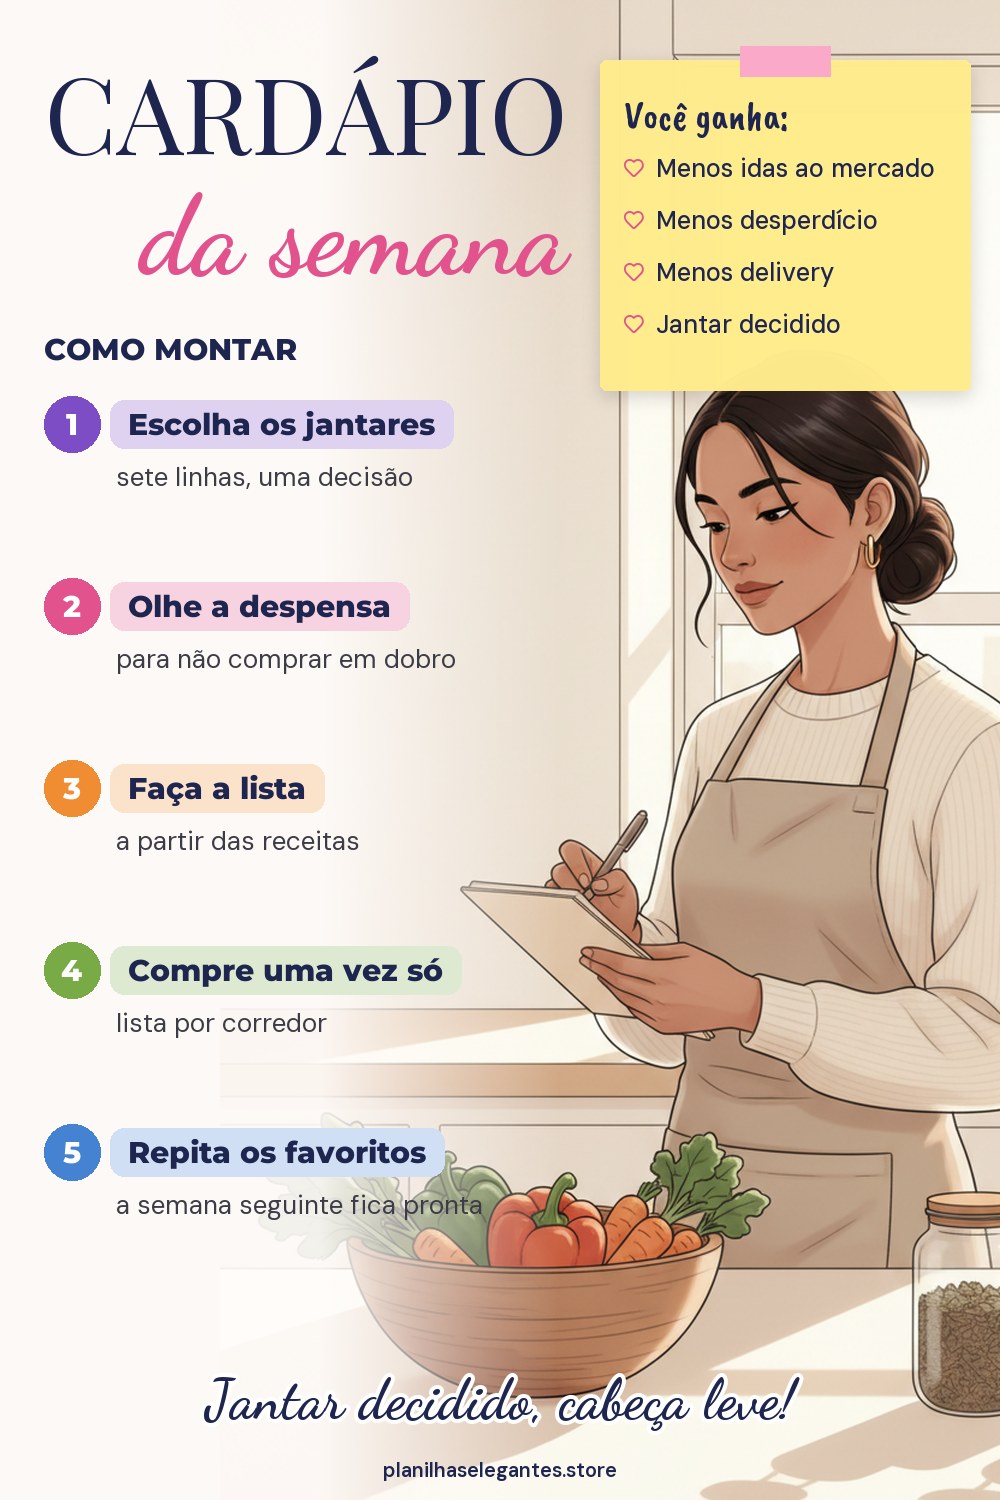 CARDÁPIO
da semana
Você ganha:
Menos idas ao mercado
Menos desperdício
Menos delivery
Jantar decidido
COMO MONTAR
1 Escolha os jantares
sete linhas, uma decisão
2 Olhe a despensa
para não comprar em dobro
3 Faça a lista
a partir das receitas
4 Compre uma vez só
lista por corredor
5 Repita os favoritos
a semana seguinte fica pronta
Jantar decidido, cabeça leve!
planilhaselegantes.store